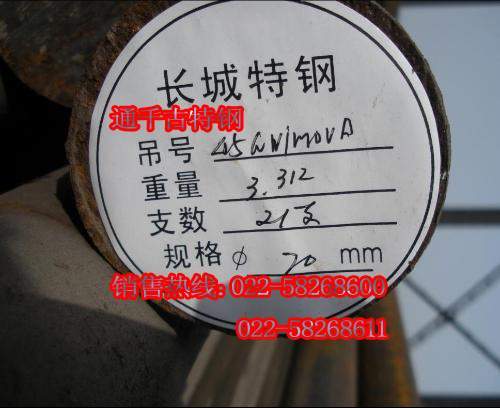 长城特钢
通千古特钢
吊号 45CrNiMoVA
重量 3.312
支数 21支
规格 φ 70 mm
销售热线: 022-58268600
022-58268611